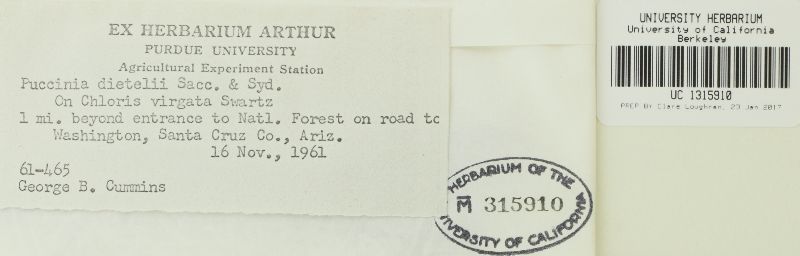 EX HERBARIUM ARTHUR
PURDUE UNIVERSITY
Agricultural Experiment Station
Puccinia dietelii Sacc. & Syd.
On Chloris virgata Swartz
1 mi. beyond entrance to Natl. Forest on road to
Washington, Santa Cruz Co., Ariz.
16 Nov., 1961
61-465
George B. Cummins
HERBARIUM OF THE
M 315910
UNIVERSITY OF CALIFORNIA
UNIVERSITY HERBARIUM
University of California
Berkeley
UC 1315910
PREP BY Clare Loughran, 23 Jan 2017